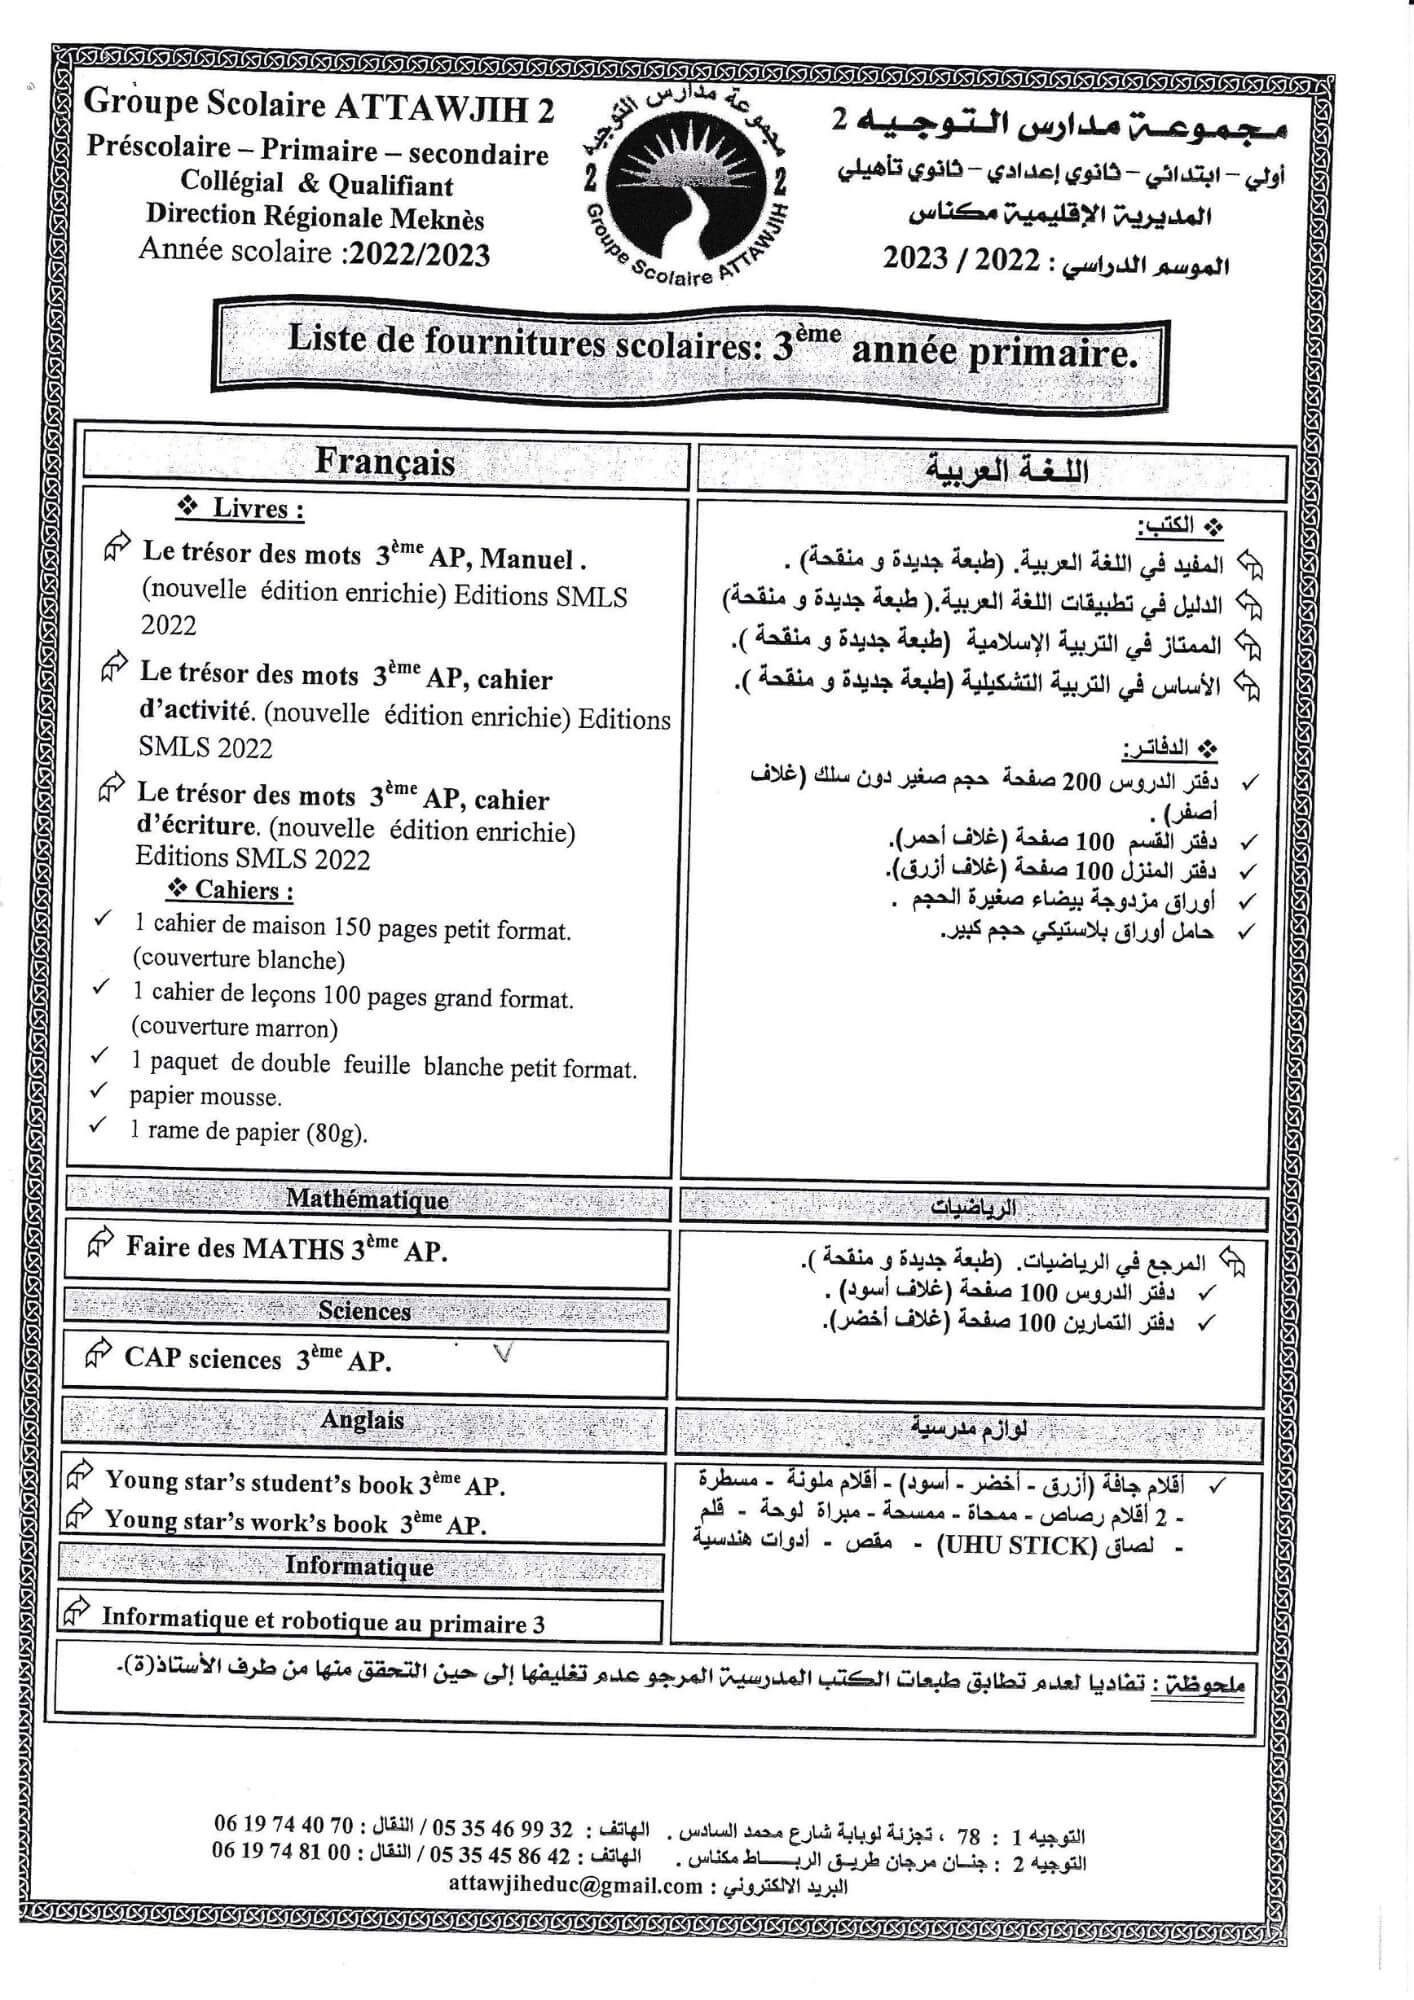 Groupe Scolaire ATTAWJIH 2
Préscolaire – Primaire – secondaire
Collégial & Qualifiant
Direction Régionale Meknès
Année scolaire :2022/2023
مجموعة مدارس التوجيه
2 2
Groupe Scolaire ATTAWJIH
مجموعة مدارس التوجيه 2
أولي – ابتدائي – ثانوي إعدادي – ثانوي تأهيلي
المديرية الإقليمية مكناس
الموسم الدراسي : 2022 / 2023
Liste de fournitures scolaires: 3ème année primaire.
Français
❖ Livres :
Le trésor des mots 3ème AP, Manuel .
(nouvelle édition enrichie) Editions SMLS
2022
Le trésor des mots 3ème AP, cahier
d’activité. (nouvelle édition enrichie) Editions
SMLS 2022
Le trésor des mots 3ème AP, cahier
d’écriture. (nouvelle édition enrichie)
Editions SMLS 2022
❖ Cahiers :
✓ 1 cahier de maison 150 pages petit format.
(couverture blanche)
✓ 1 cahier de leçons 100 pages grand format.
(couverture marron)
✓ 1 paquet de double feuille blanche petit format.
✓ papier mousse.
✓ 1 rame de papier (80g).
اللغة العربية
❖ الكتب:
المفيد في اللغة العربية. (طبعة جديدة و منقحة) .
الدليل في تطبيقات اللغة العربية.( طبعة جديدة و منقحة)
الممتاز في التربية الإسلامية (طبعة جديدة و منقحة ).
الأساس في التربية التشكيلية (طبعة جديدة و منقحة ).
❖ الدفاتر:
✓ دفتر الدروس 200 صفحة حجم صغير دون سلك (غلاف
أصفر) .
✓ دفتر القسم 100 صفحة (غلاف أحمر).
✓ دفتر المنزل 100 صفحة (غلاف أزرق).
✓ أوراق مزدوجة بيضاء صغيرة الحجم .
✓ حامل أوراق بلاستيكي حجم كبير.
Mathématique
Faire des MATHS 3ème AP.
Sciences
CAP sciences 3ème AP.
Anglais
Young star’s student’s book 3ème AP.
Young star’s work’s book 3ème AP.
Informatique
Informatique et robotique au primaire 3
الرياضيات
المرجع في الرياضيات. (طبعة جديدة و منقحة ).
✓ دفتر الدروس 100 صفحة (غلاف أسود) .
✓ دفتر التمارين 100 صفحة (غلاف أخضر).
لوازم مدرسية
✓ أقلام جافة (أزرق - أخضر - أسود) - أقلام ملونة - مسطرة
- 2 أقلام رصاص - ممحاة - ممسحة - مبراة لوحة - قلم
- لصاق (UHU STICK) - مقص - أدوات هندسية
ملحوظة : تفاديا لعدم تطابق طبعات الكتب المدرسية المرجو عدم تغليفها إلى حين التحقق منها من طرف الأستاذ(ة).
التوجيه 1 : 78 ، تجزئة لوبابة شارع محمد السادس . الهاتف : 05 35 46 99 32 / النقال : 06 19 74 40 70
التوجيه 2 : جنان مرجان طريق الرباط مكناس . الهاتف : 05 35 45 86 42 / النقال : 06 19 74 81 00
البريد الالكتروني : attawjiheduc@gmail.com